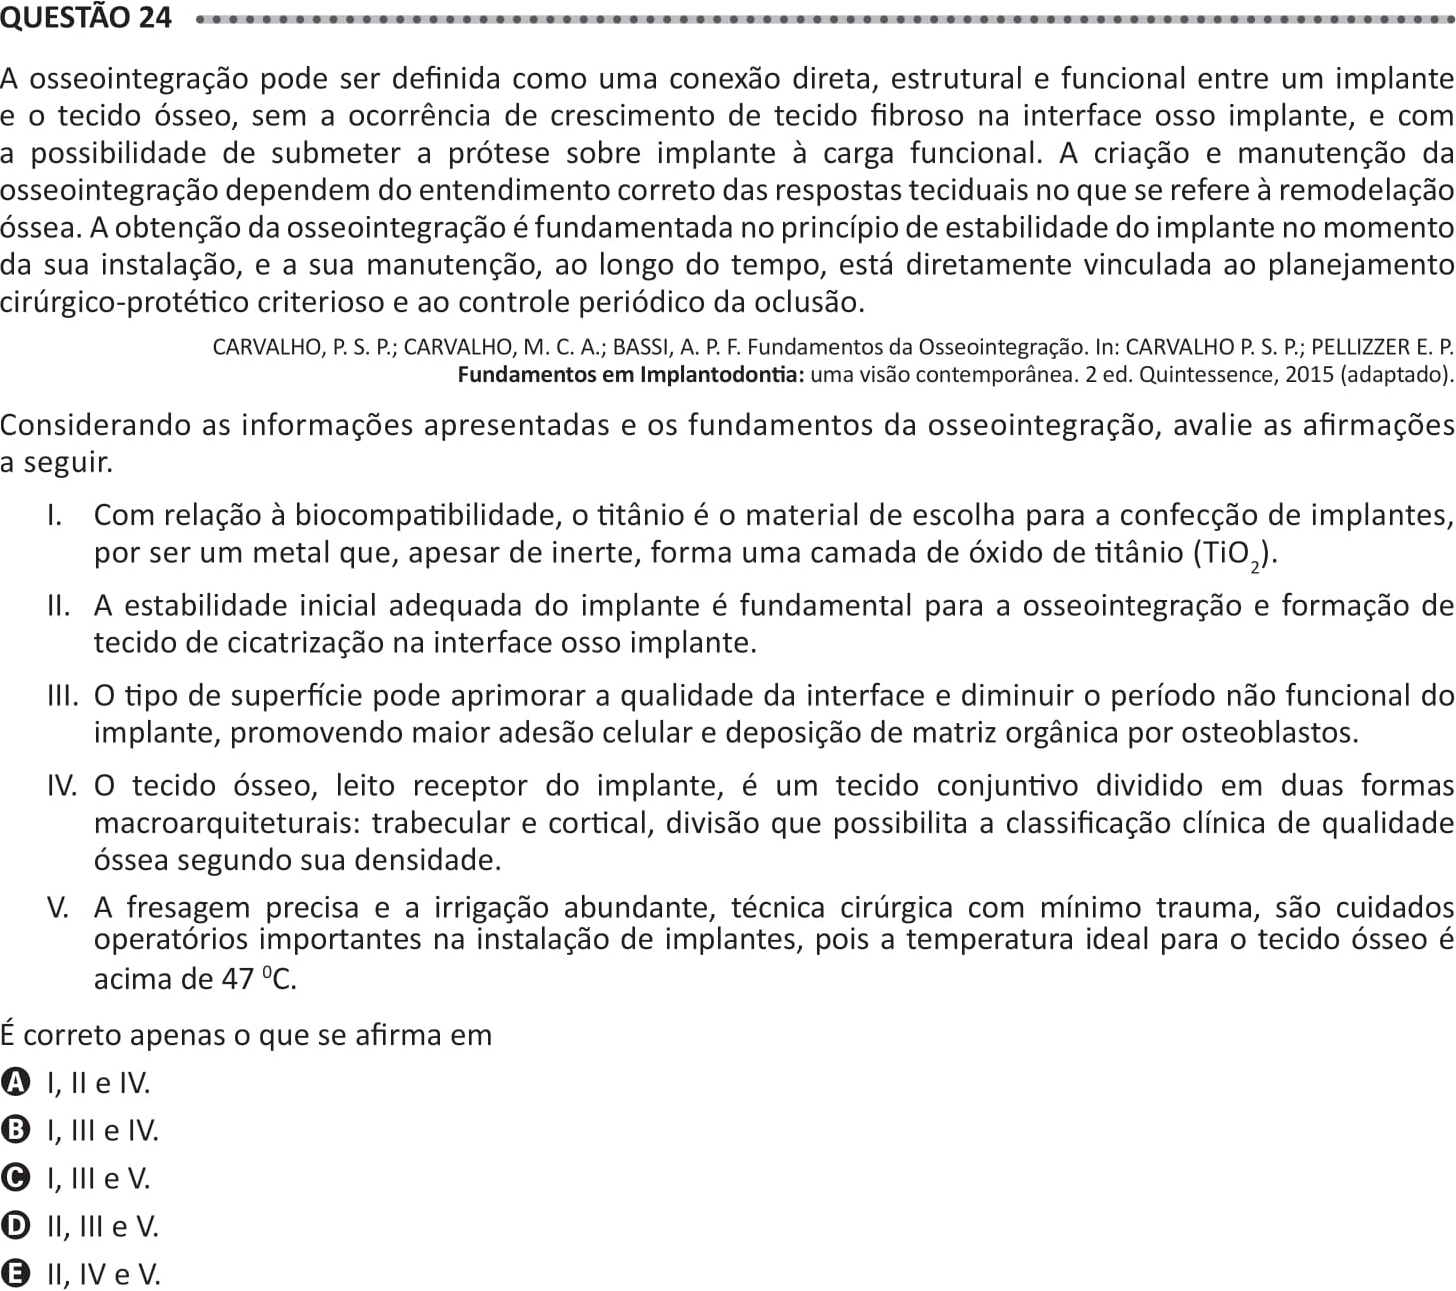 QUESTÃO 24
A osseointegração pode ser definida como uma conexão direta, estrutural e funcional entre um implante
e o tecido ósseo, sem a ocorrência de crescimento de tecido fibroso na interface osso implante, e com
a possibilidade de submeter a prótese sobre implante à carga funcional. A criação e manutenção da
osseointegração dependem do entendimento correto das respostas teciduais no que se refere à remodelação
óssea. A obtenção da osseointegração é fundamentada no princípio de estabilidade do implante no momento
da sua instalação, e a sua manutenção, ao longo do tempo, está diretamente vinculada ao planejamento
cirúrgico-protético criterioso e ao controle periódico da oclusão.
CARVALHO, P. S. P.; CARVALHO, M. C. A.; BASSI, A. P. F. Fundamentos da Osseointegração. In: CARVALHO P. S. P.; PELLIZZER E. P.
Fundamentos em Implantodontia: uma visão contemporânea. 2 ed. Quintessence, 2015 (adaptado).
Considerando as informações apresentadas e os fundamentos da osseointegração, avalie as afirmações
a seguir.
I. Com relação à biocompatibilidade, o titânio é o material de escolha para a confecção de implantes,
por ser um metal que, apesar de inerte, forma uma camada de óxido de titânio (TiO₂).
II. A estabilidade inicial adequada do implante é fundamental para a osseointegração e formação de
tecido de cicatrização na interface osso implante.
III. O tipo de superfície pode aprimorar a qualidade da interface e diminuir o período não funcional do
implante, promovendo maior adesão celular e deposição de matriz orgânica por osteoblastos.
IV. O tecido ósseo, leito receptor do implante, é um tecido conjuntivo dividido em duas formas
macroarquiteturais: trabecular e cortical, divisão que possibilita a classificação clínica de qualidade
óssea segundo sua densidade.
V. A fresagem precisa e a irrigação abundante, técnica cirúrgica com mínimo trauma, são cuidados
operatórios importantes na instalação de implantes, pois a temperatura ideal para o tecido ósseo é
acima de 47 ⁰C.
É correto apenas o que se afirma em
A I, II e IV.
B I, III e IV.
C I, III e V.
D II, III e V.
E II, IV e V.